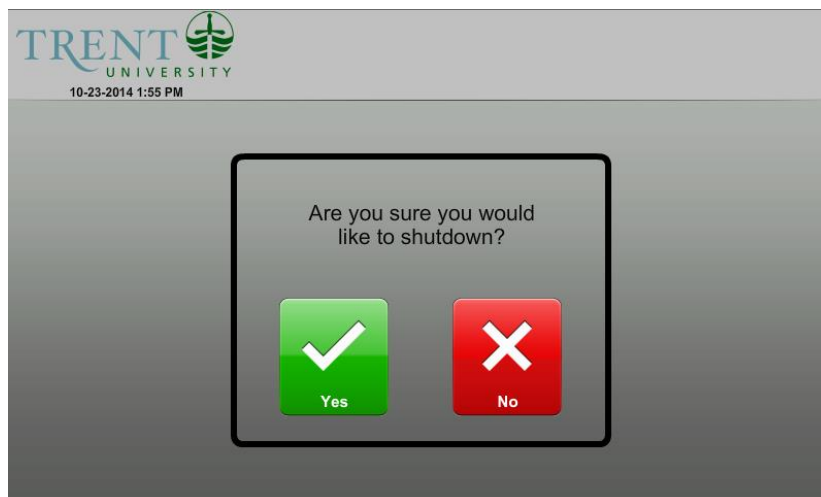 TRENT
UNIVERSITY
10-23-2014 1:55 PM
Are you sure you would
like to shutdown?
Yes
No